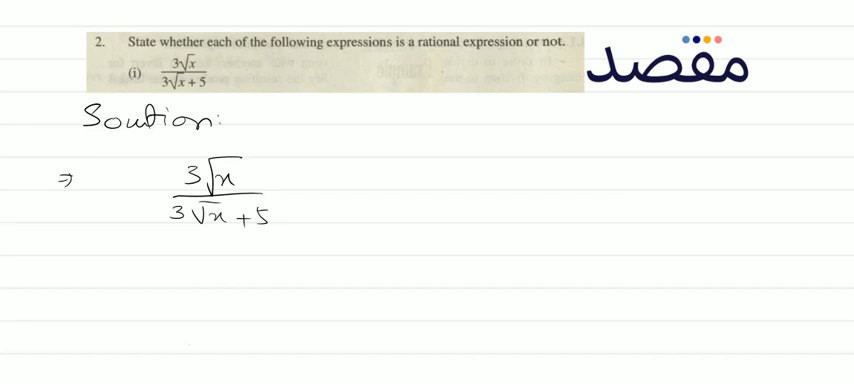 2. State whether each of the following expressions is a rational expression or not.
(i) 3√x / 3√x + 5
مقصد
Soution:
⇒ 3√x / 3√x + 5